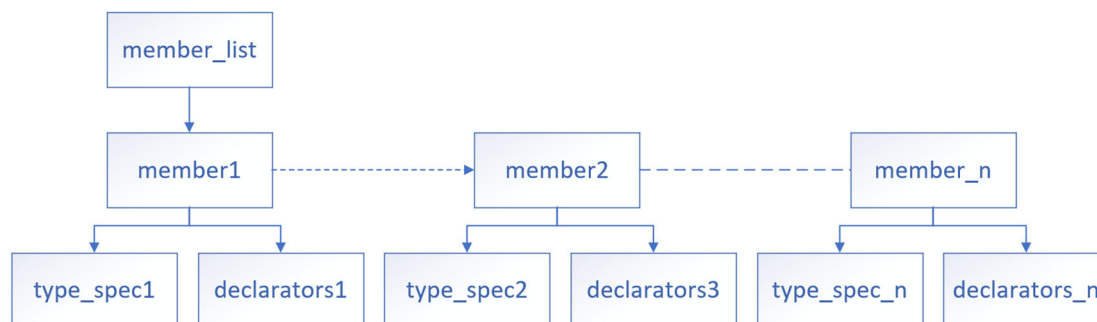 member_list
member1
member2
member_n
type_spec1
declarators1
type_spec2
declarators3
type_spec_n
declarators_n